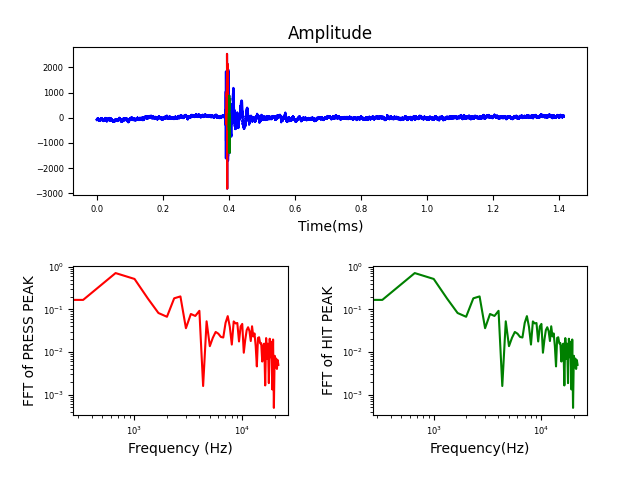 Amplitude
2000
1000
0
−1000
−2000
−3000
0.0 0.2 0.4 0.6 0.8 1.0 1.2 1.4
Time(ms)
FFT of PRESS PEAK
10⁰
10⁻¹
10⁻²
10⁻³
10³ 10⁴
Frequency (Hz)
FFT of HIT PEAK
10⁰
10⁻¹
10⁻²
10⁻³
10³ 10⁴
Frequency(Hz)